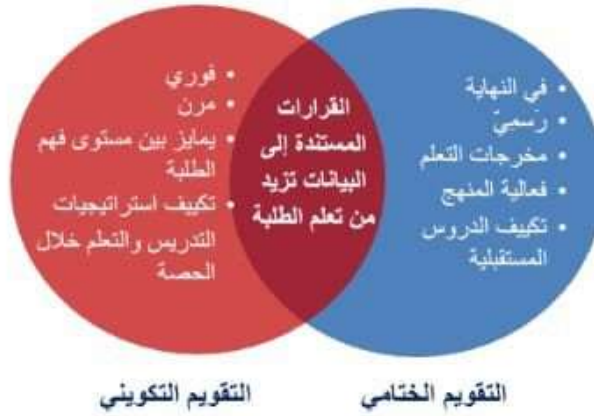 في النهاية
رسميّ
مخرجات التعلم
فعالية المنهج
تكييف الدروس
المستقبلية
القرارات
المستندة إلى
البيانات تزيد
من تعلم الطلبة
فوري
مرن
يمايز بين مستوى فهم
الطلبة
تكييف استراتيجيات
التدريس والتعلم خلال
الحصة
التقويم الختامي
التقويم التكويني